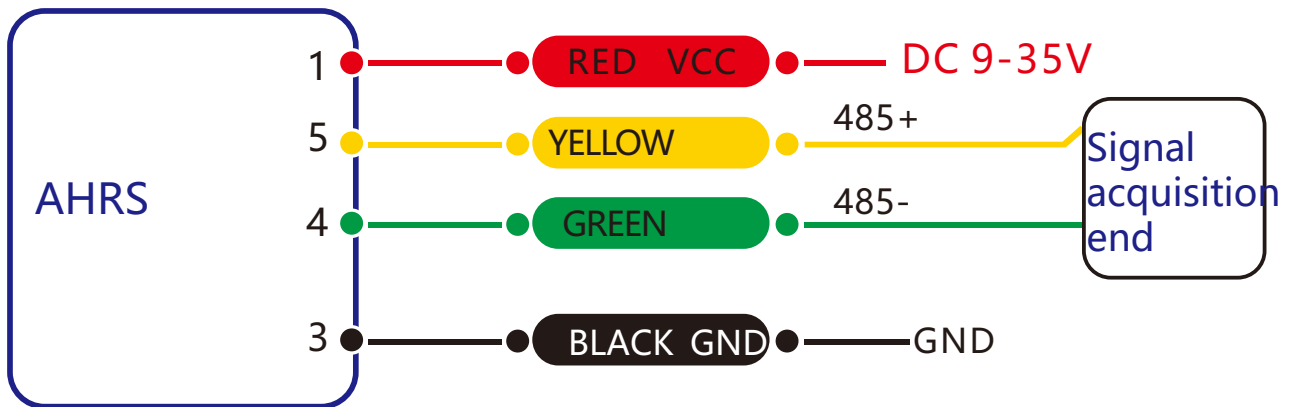 1 RED VCC DC 9-35V
5 YELLOW 485+
4 GREEN 485-
3 BLACK GND GND
AHRS
Signal
acquisition
end